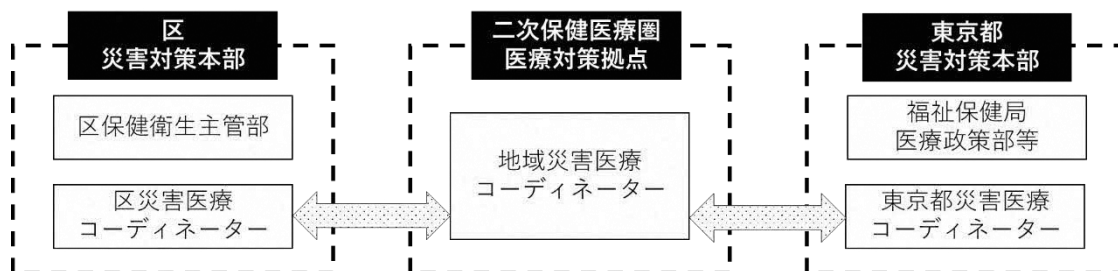 区
災害対策本部
区保健衛生主管部
区災害医療
コーディネーター
二次保健医療圏
医療対策拠点
地域災害医療
コーディネーター
東京都
災害対策本部
福祉保健局
医療政策部等
東京都災害医療
コーディネーター